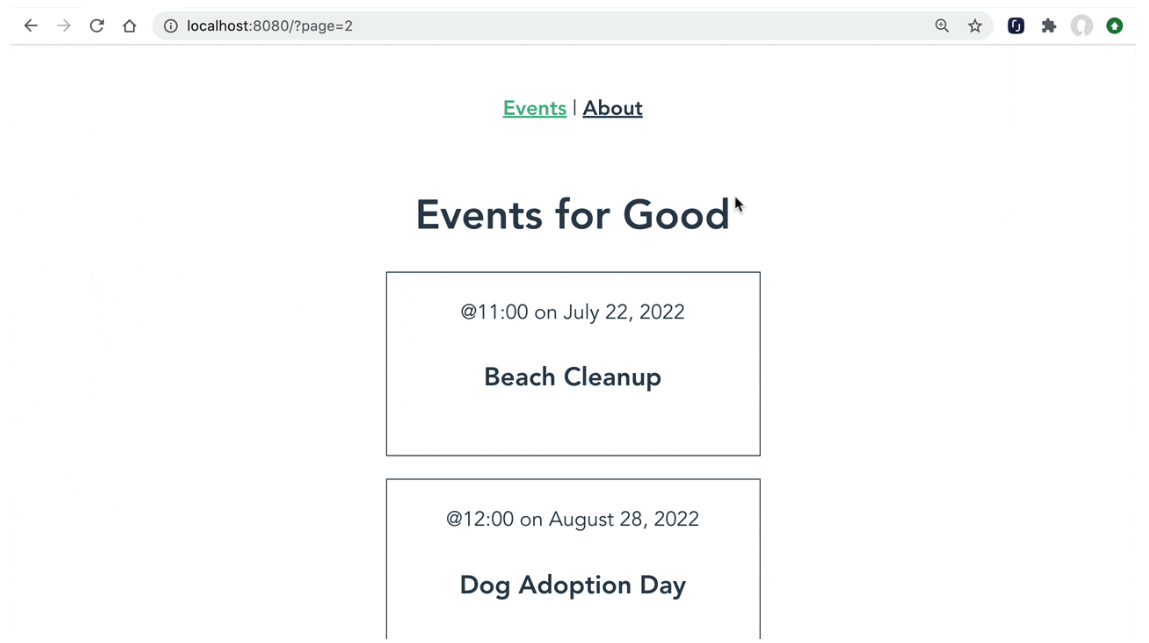 localhost:8080/?page=2
Events | About
Events for Good
@11:00 on July 22, 2022
Beach Cleanup
@12:00 on August 28, 2022
Dog Adoption Day